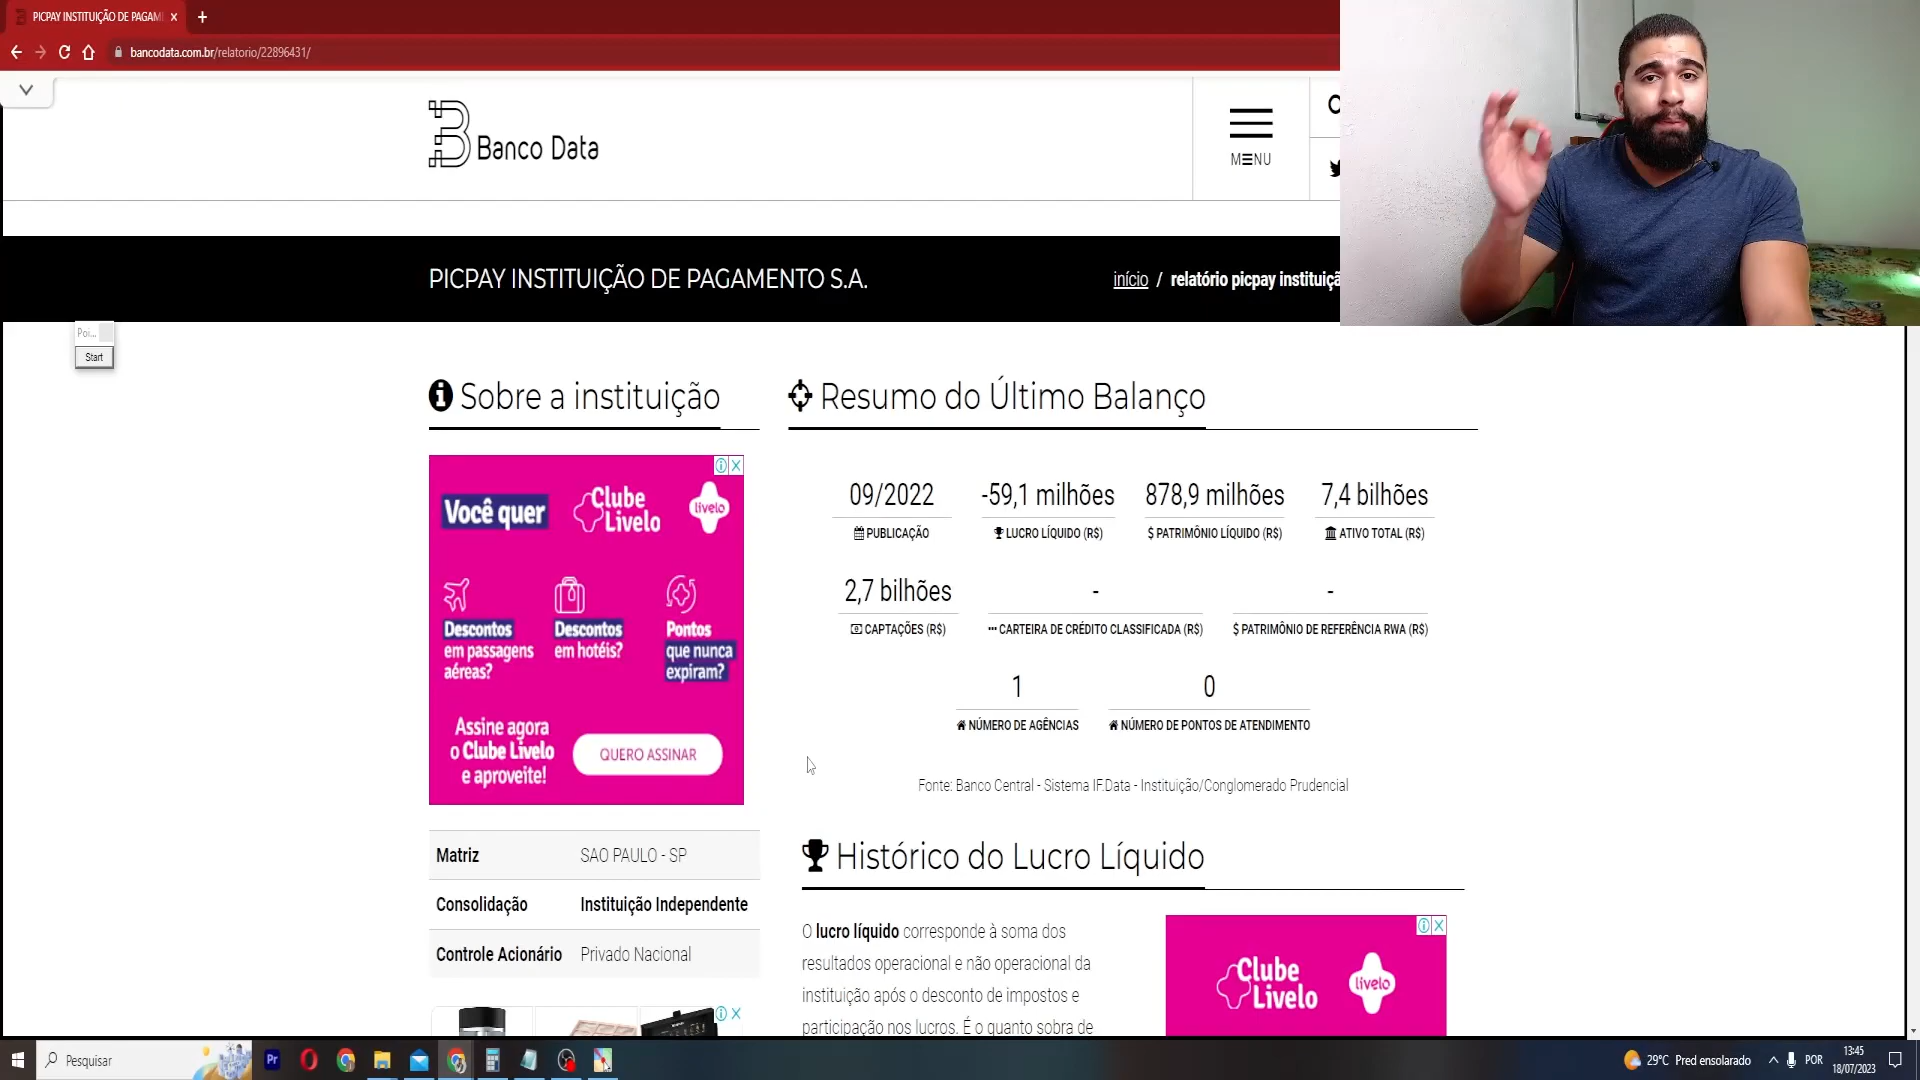 PICPAY INSTITUIÇÃO DE PAGAM
bancodata.com.br/relatorio/22896431/
Banco Data
MENU
PICPAY INSTITUIÇÃO DE PAGAMENTO S.A.
início / relatório picpay instituiçã
Poi...
Start
Sobre a instituição
Você quer
Clube Livelo
livelo
Descontos em passagens aéreas?
Descontos em hotéis?
Pontos que nunca expiram?
Assine agora o Clube Livelo e aproveite!
QUERO ASSINAR
Matriz SAO PAULO - SP
Consolidação Instituição Independente
Controle Acionário Privado Nacional
Resumo do Último Balanço
09/2022
PUBLICAÇÃO
-59,1 milhões
LUCRO LÍQUIDO (R$)
878,9 milhões
$ PATRIMÔNIO LÍQUIDO (R$)
7,4 bilhões
ATIVO TOTAL (R$)
2,7 bilhões
CAPTAÇÕES (R$)
-
CARTEIRA DE CRÉDITO CLASSIFICADA (R$)
-
$ PATRIMÔNIO DE REFERÊNCIA RWA (R$)
1
NÚMERO DE AGÊNCIAS
0
NÚMERO DE PONTOS DE ATENDIMENTO
Fonte: Banco Central - Sistema IF.Data - Instituição/Conglomerado Prudencial
Histórico do Lucro Líquido
O lucro líquido corresponde à soma dos
resultados operacional e não operacional da
instituição após o desconto de impostos e
participação nos lucros. É o quanto sobra de
Clube Livelo
livelo
Pesquisar
Pr
29°C Pred ensolarado
POR
13:45
18/07/2023